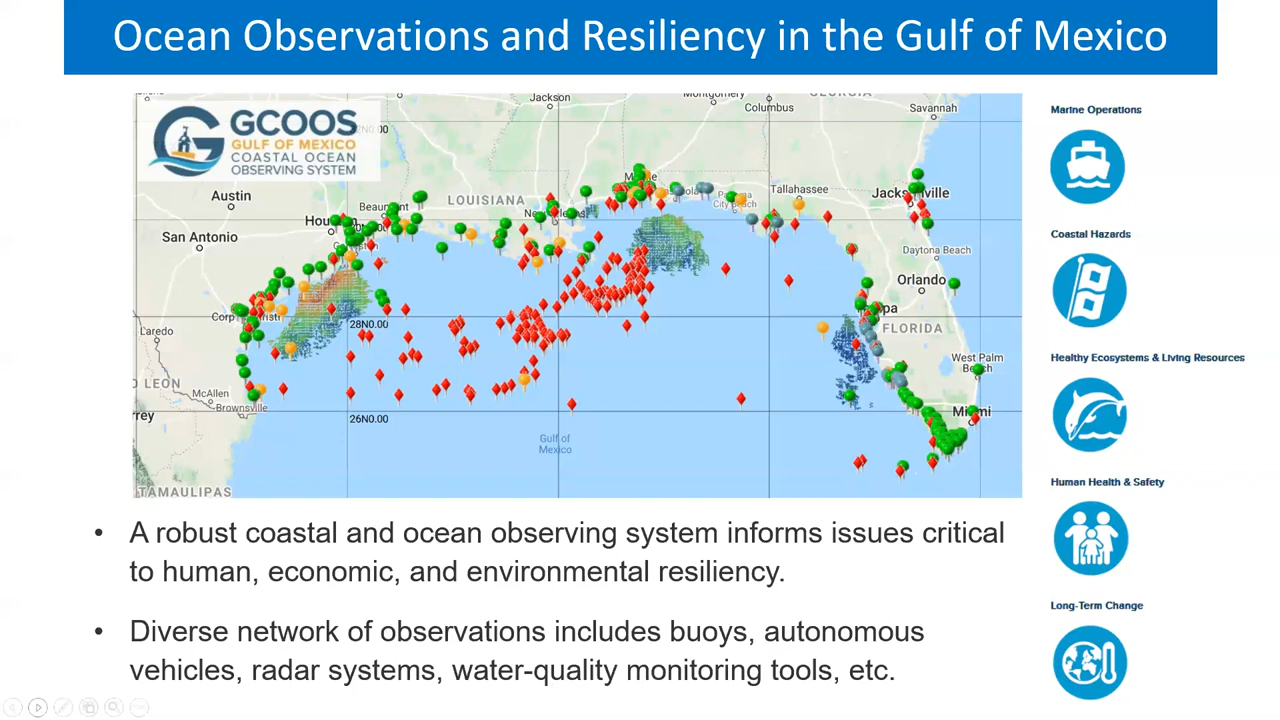 Ocean Observations and Resiliency in the Gulf of Mexico
GCOOS
GULF OF MEXICO
COASTAL OCEAN
OBSERVING SYSTEM
Jackson
Montgomery
Columbus
GEORGIA
Savannah
Austin
San Antonio
Beaumont
LOUISIANA
Tallahassee
City Beach
Daytona Beach
Orlando
FLORIDA
Laredo
28N0.00
West Palm
Beach
McAllen
Brownsville
26N0.00
Gulf of
Mexico
TAMAULIPAS
Marine Operations
Coastal Hazards
Healthy Ecosystems & Living Resources
Human Health & Safety
Long-Term Change
• A robust coastal and ocean observing system informs issues critical
to human, economic, and environmental resiliency.
• Diverse network of observations includes buoys, autonomous
vehicles, radar systems, water-quality monitoring tools, etc.